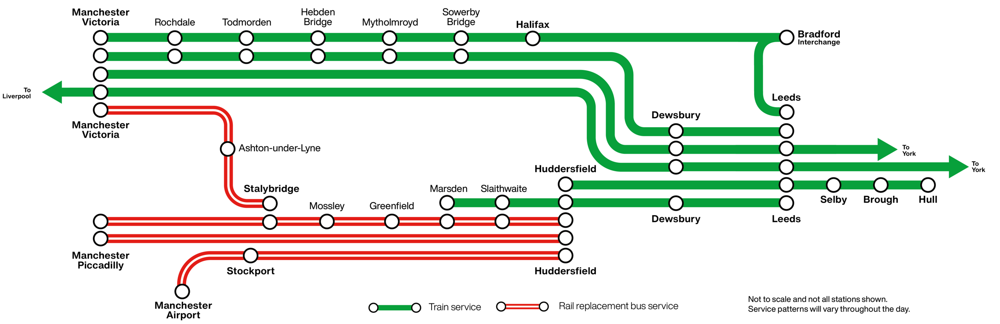 Manchester
Victoria
Rochdale
Todmorden
Hebden
Bridge
Mytholmroyd
Sowerby
Bridge
Halifax
Bradford
Interchange
To
Liverpool
Manchester
Victoria
Leeds
Dewsbury
Ashton-under-Lyne
To
York
To
York
Huddersfield
Stalybridge
Marsden
Slaithwaite
Mossley
Greenfield
Selby
Brough
Hull
Dewsbury
Leeds
Manchester
Piccadilly
Stockport
Huddersfield
Manchester
Airport
Train service
Rail replacement bus service
Not to scale and not all stations shown.
Service patterns will vary throughout the day.